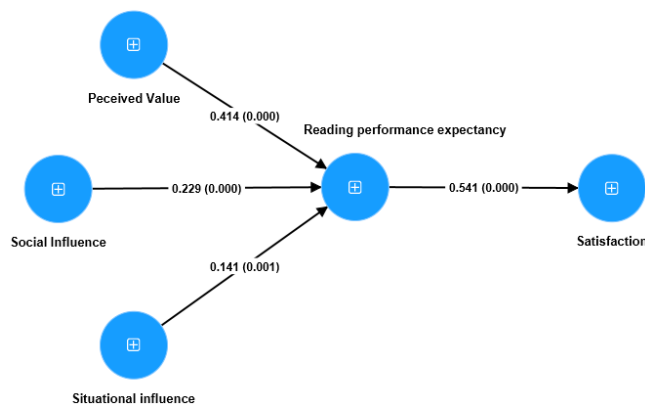 Peceived Value
0.414 (0.000)
Reading performance expectancy
0.229 (0.000)
0.541 (0.000)
Social Influence
Satisfaction
0.141 (0.001)
Situational influence